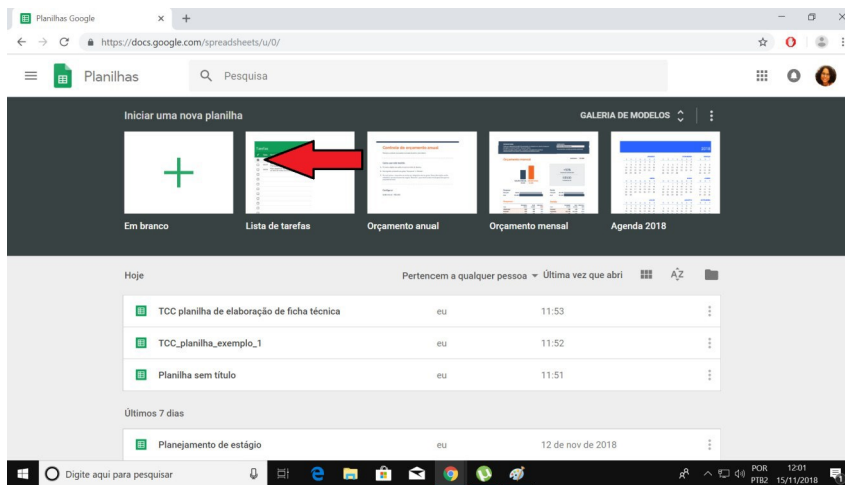 Planilhas Google
https://docs.google.com/spreadsheets/u/0/
Planilhas
Pesquisa
Iniciar uma nova planilha
GALERIA DE MODELOS
Em branco
Lista de tarefas
Orçamento anual
Orçamento mensal
Agenda 2018
Hoje
Pertencem a qualquer pessoa
Última vez que abri
AZ
TCC planilha de elaboração de ficha técnica eu 11:53
TCC_planilha_exemplo_1 eu 11:52
Planilha sem título eu 11:51
Últimos 7 dias
Planejamento de estágio eu 12 de nov de 2018
Digite aqui para pesquisar
POR 12:01
PTB2 15/11/2018